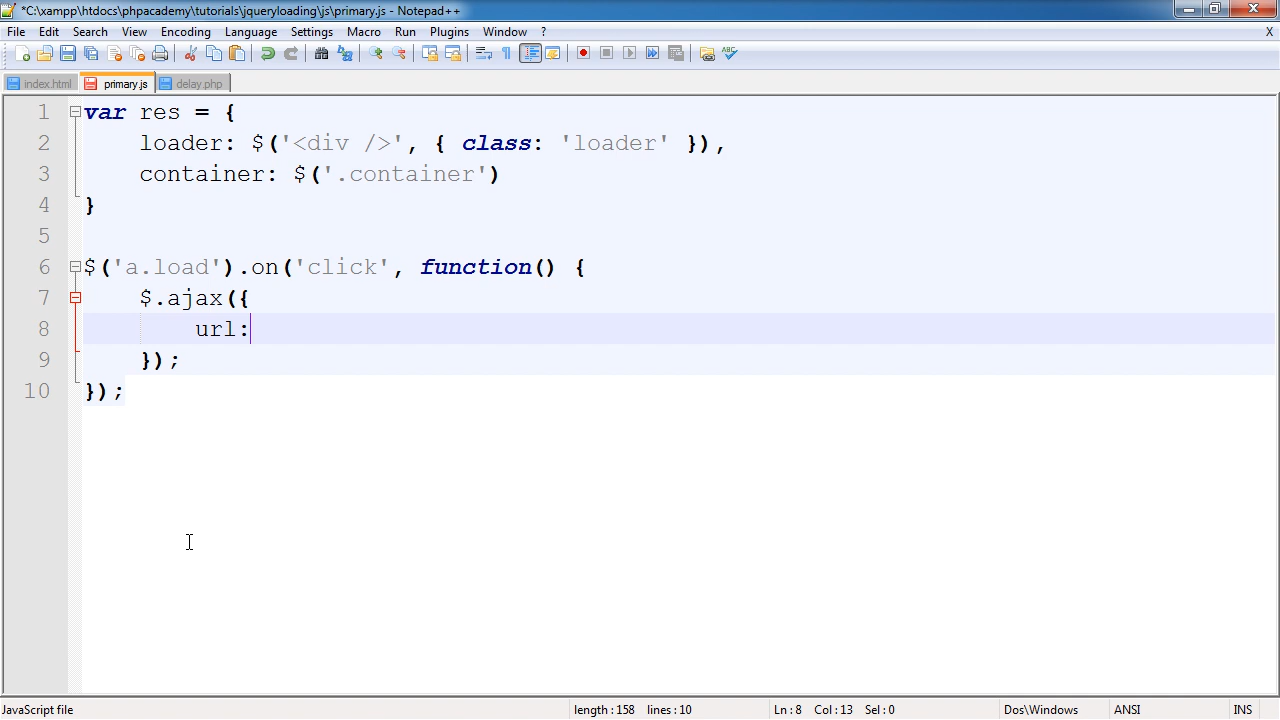 *C:\xampp\htdocs\phpacademy\tutorials\jqueryloading\js\primary.js - Notepad++
File Edit Search View Encoding Language Settings Macro Run Plugins Window ? X
index.html primary.js delay.php
1 var res = {
2 loader: $('<div />', { class: 'loader' }),
3 container: $('.container')
4 }
5
6 $('a.load').on('click', function() {
7 $.ajax({
8 url:
9 });
10 });
JavaScript file length : 158 lines : 10 Ln : 8 Col : 13 Sel : 0 Dos\Windows ANSI INS